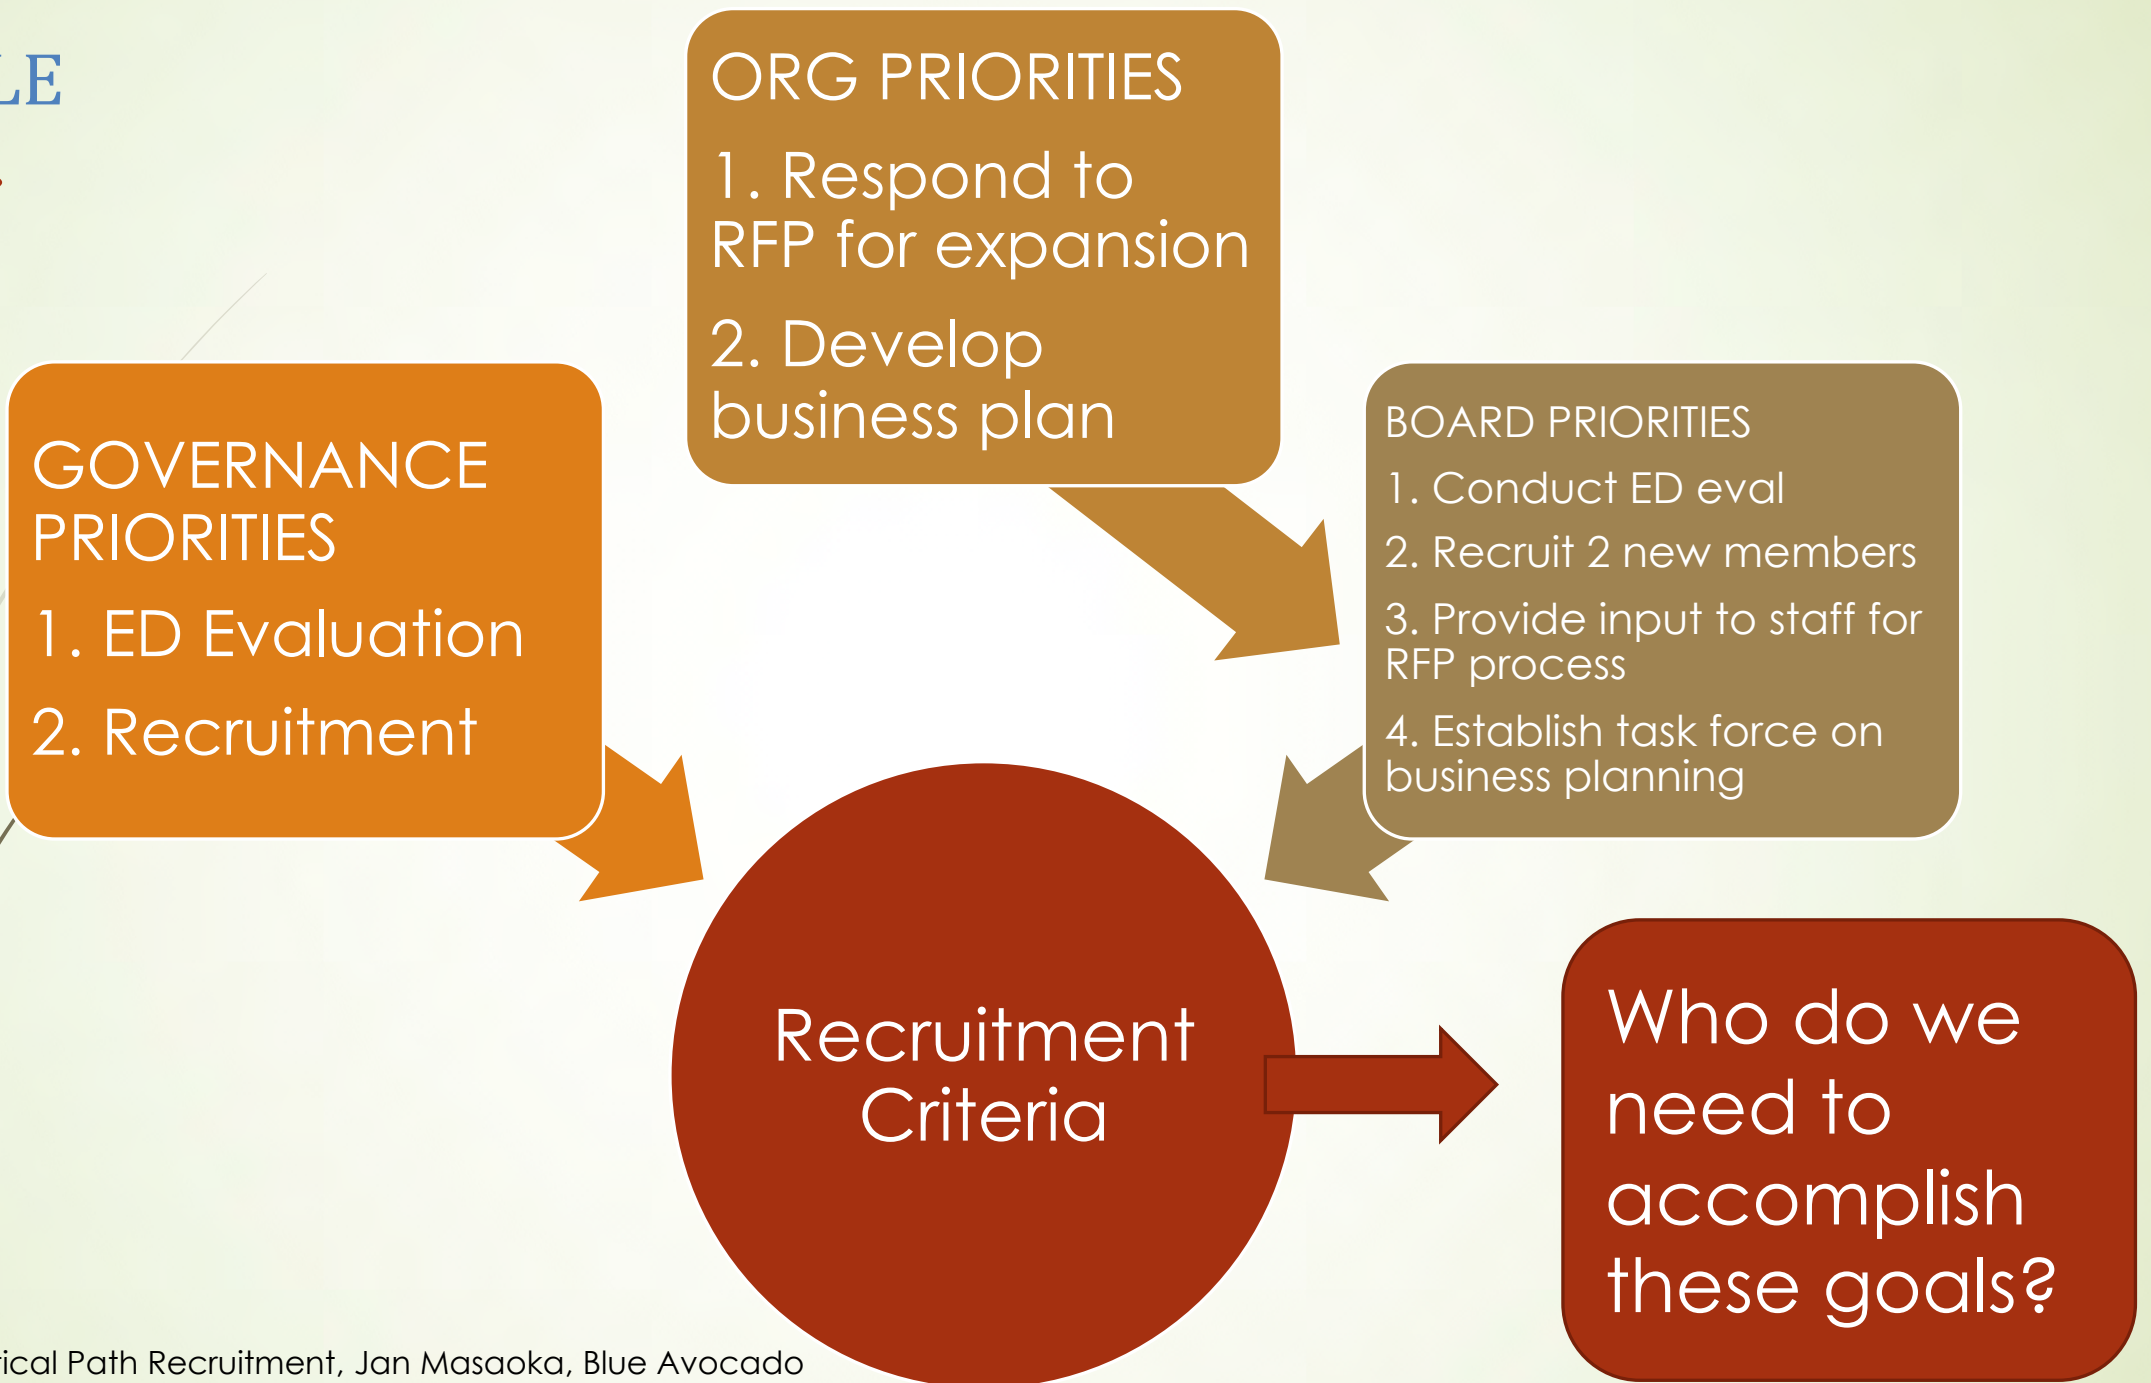 LE
ORG PRIORITIES
1. Respond to
RFP for expansion
2. Develop
business plan
GOVERNANCE
PRIORITIES
1. ED Evaluation
2. Recruitment
BOARD PRIORITIES
1. Conduct ED eval
2. Recruit 2 new members
3. Provide input to staff for
RFP process
4. Establish task force on
business planning
Recruitment
Criteria
Who do we
need to
accomplish
these goals?
ical Path Recruitment, Jan Masaoka, Blue Avocado